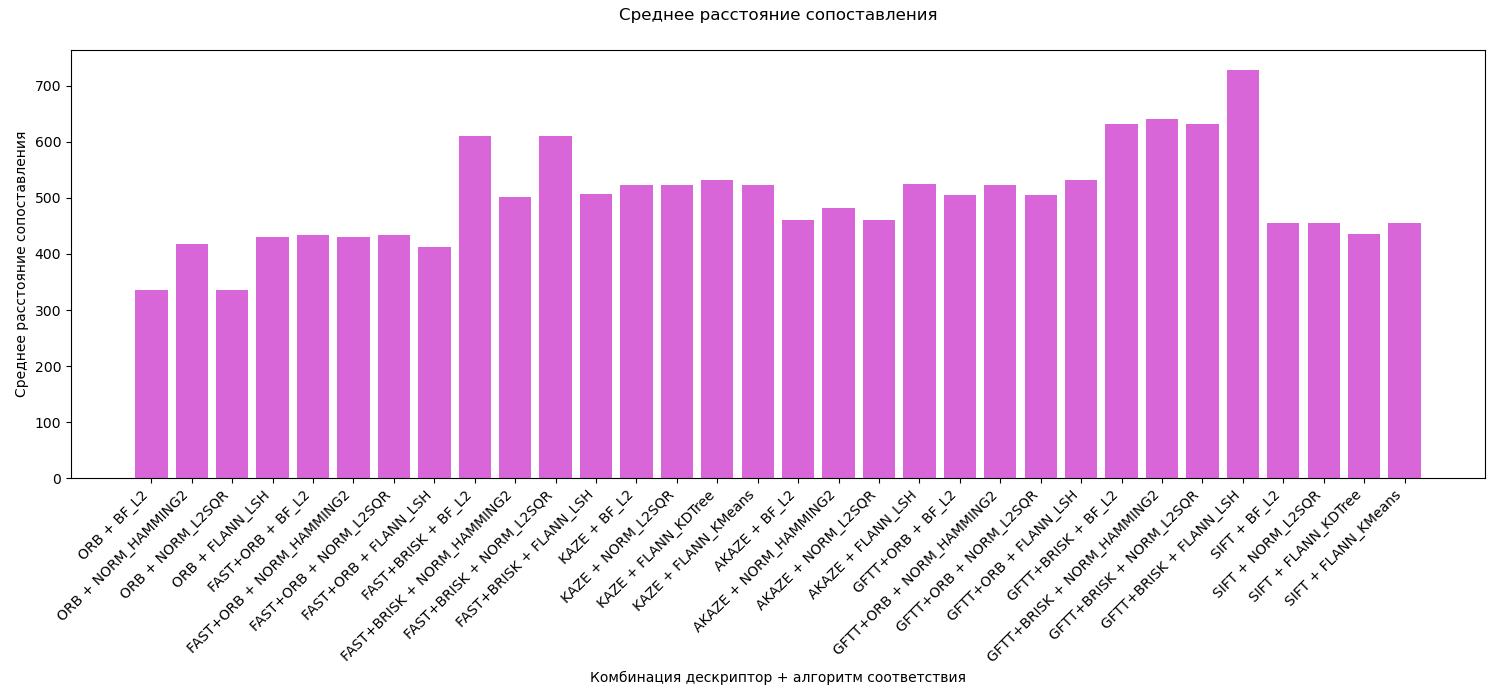 Среднее расстояние сопоставления
Среднее расстояние сопоставления
700
600
500
400
300
200
100
0
ORB + BF_L2
ORB + NORM_HAMMING2
ORB + NORM_L2SQR
ORB + FLANN_LSH
FAST+ORB + BF_L2
FAST+ORB + NORM_HAMMING2
FAST+ORB + NORM_L2SQR
FAST+ORB + FLANN_LSH
FAST+BRISK + BF_L2
FAST+BRISK + NORM_HAMMING2
FAST+BRISK + NORM_L2SQR
FAST+BRISK + FLANN_LSH
KAZE + BF_L2
KAZE + NORM_L2SQR
KAZE + FLANN_KDTree
KAZE + FLANN_KMeans
AKAZE + BF_L2
AKAZE + NORM_HAMMING2
AKAZE + NORM_L2SQR
AKAZE + FLANN_LSH
GFTT+ORB + BF_L2
GFTT+ORB + NORM_HAMMING2
GFTT+ORB + NORM_L2SQR
GFTT+ORB + FLANN_LSH
GFTT+BRISK + BF_L2
GFTT+BRISK + NORM_HAMMING2
GFTT+BRISK + NORM_L2SQR
GFTT+BRISK + FLANN_LSH
SIFT + BF_L2
SIFT + NORM_L2SQR
SIFT + FLANN_KDTree
SIFT + FLANN_KMeans
Комбинация дескриптор + алгоритм соответствия